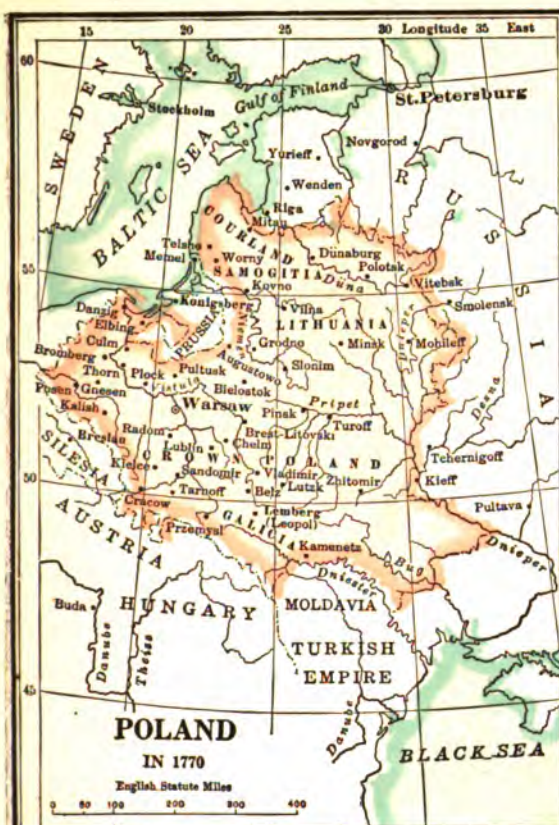 15 20 25 30 Longitude 35 East
60
SWEDEN
Stockholm
Gulf of Finland
St. Petersburg
BALTIC SEA
Novgorod
Yurieff
Wenden
RUSSIA
Riga
Mitau
COURLAND
Telshe
Memel
Worny
Dünaburg
SAMOGITIA
Düna
Polotsk
55
Kovno
Vitebsk
Königsberg
Vilna
Smolensk
Danzig
LITHUANIA
Elbing
PRUSSIA
Niemen
Dnieper
Culm
Grodno
Minsk
Mohileff
Bromberg
Augustowo
Thorn
Plock
Pultusk
Slonim
Desna
Vistula
Bielostok
Posen
Gnesen
Warsaw
Pripet
Kalish
Pinsk
Turoff
Breslau
Radom
Brest-Litovski
SILESIA
Lublin
Chelm
CROWN POLAND
Tchernigoff
Kielce
Sandomir
Vladimir
Zhitomir
50
Lutzk
Kieff
Cracow
Tarnoff
Belz
Pultava
AUSTRIA
Lemberg
(Leopol)
Przemysl
GALICIA
Kamenetz
Bug
Dnieper
Dniester
Buda
HUNGARY
MOLDAVIA
Danube
Theiss
TURKISH
EMPIRE
45
Danube
POLAND
IN 1770
BLACK SEA
English Statute Miles
0 50 100 200 300 400